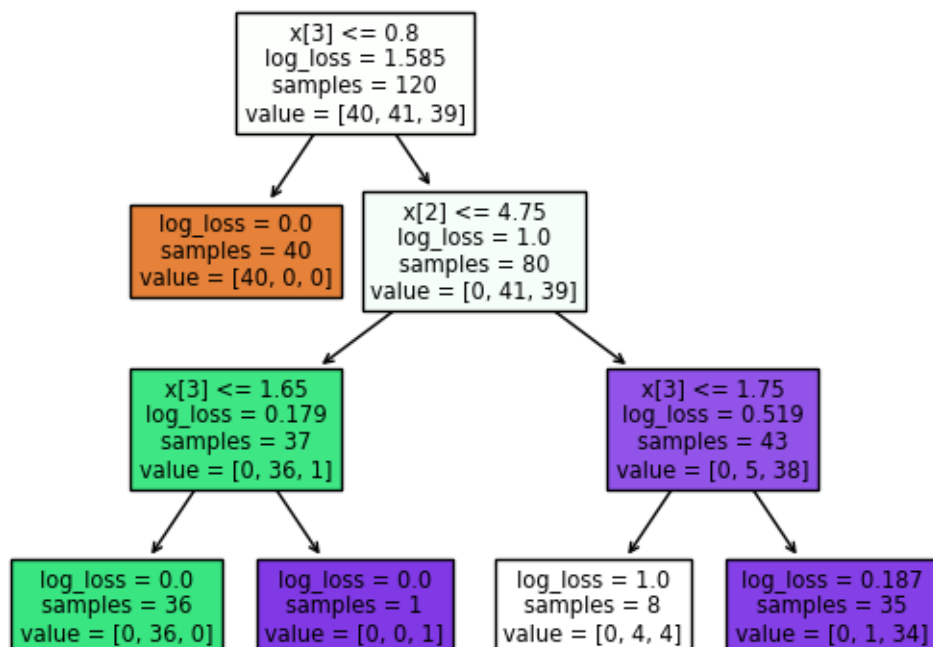 x[3] <= 0.8
log_loss = 1.585
samples = 120
value = [40, 41, 39]
log_loss = 0.0
samples = 40
value = [40, 0, 0]
x[2] <= 4.75
log_loss = 1.0
samples = 80
value = [0, 41, 39]
x[3] <= 1.65
log_loss = 0.179
samples = 37
value = [0, 36, 1]
x[3] <= 1.75
log_loss = 0.519
samples = 43
value = [0, 5, 38]
log_loss = 0.0
samples = 36
value = [0, 36, 0]
log_loss = 0.0
samples = 1
value = [0, 0, 1]
log_loss = 1.0
samples = 8
value = [0, 4, 4]
log_loss = 0.187
samples = 35
value = [0, 1, 34]